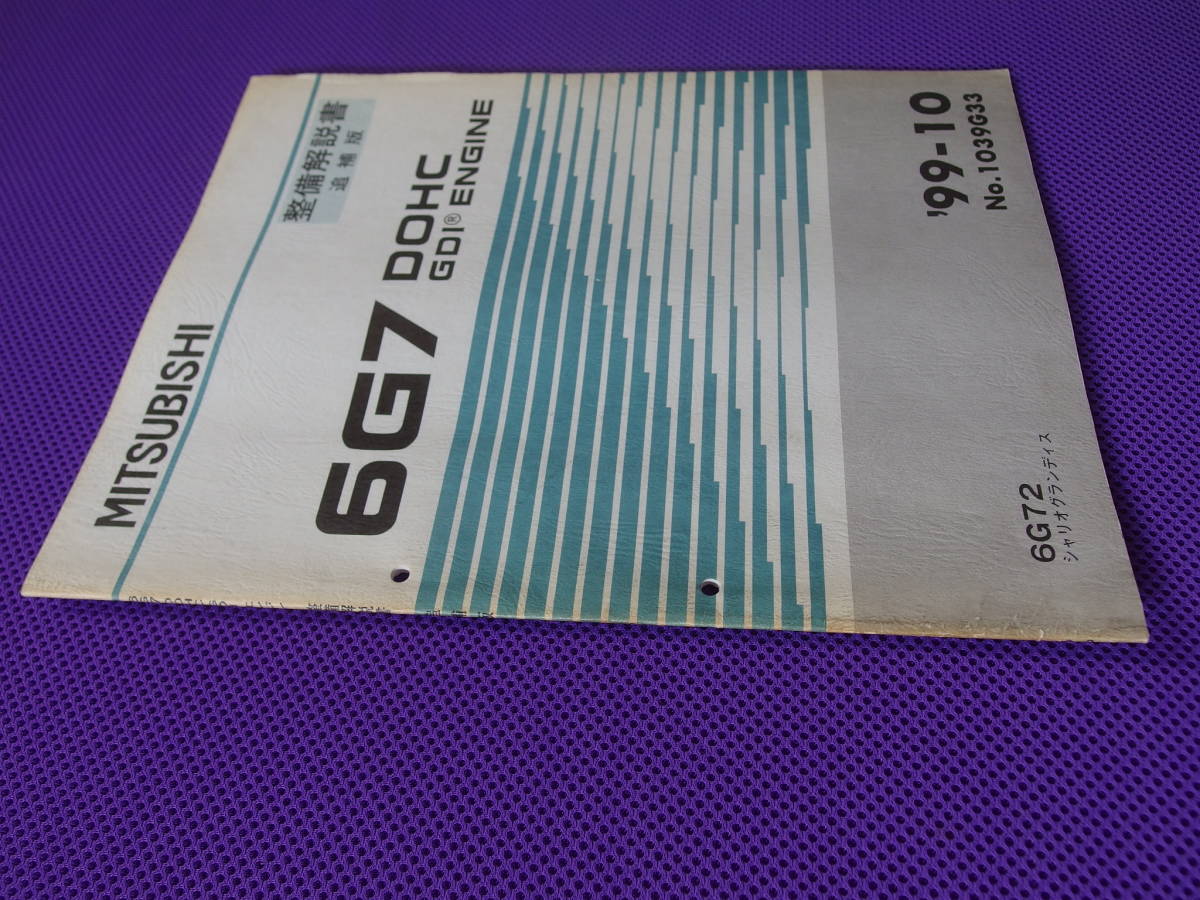 MITSUBISHI
整備解説書
追補版
6G7 DOHC
GDI® ENGINE
'99-10
No.1039G33
6G72
シャリオグランディス